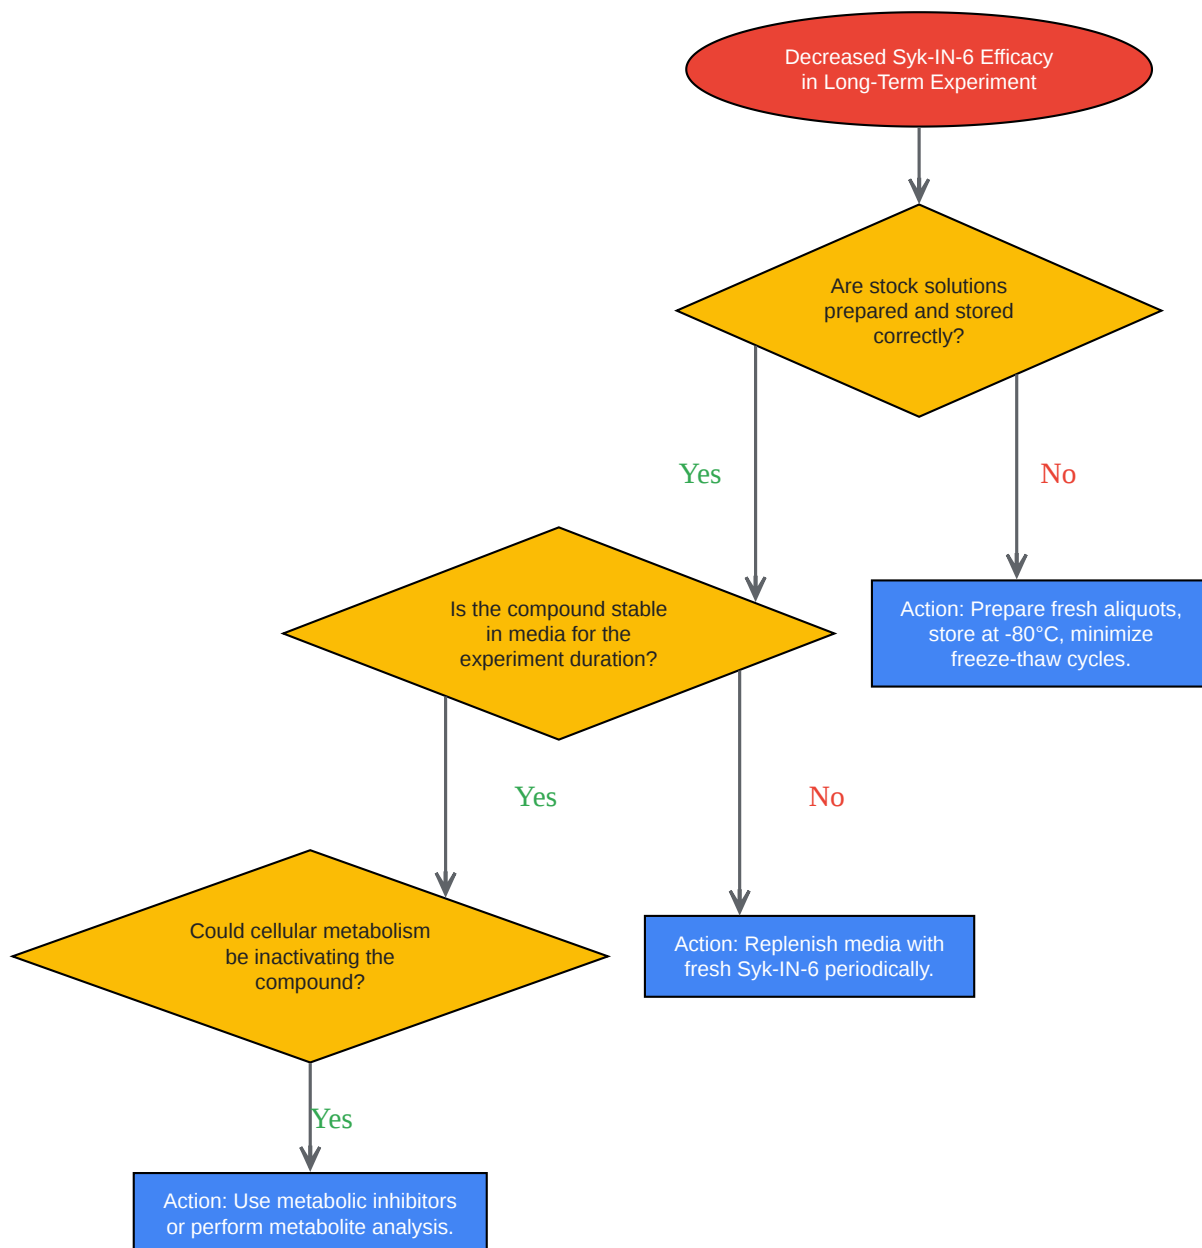 Decreased Syk-IN-6 Efficacy
in Long-Term Experiment
Are stock solutions
prepared and stored
correctly?
Yes
No
Is the compound stable
in media for the
experiment duration?
Action: Prepare fresh aliquots,
store at -80°C, minimize
freeze-thaw cycles.
Yes
No
Could cellular metabolism
be inactivating the
compound?
Action: Replenish media with
fresh Syk-IN-6 periodically.
Yes
Action: Use metabolic inhibitors
or perform metabolite analysis.